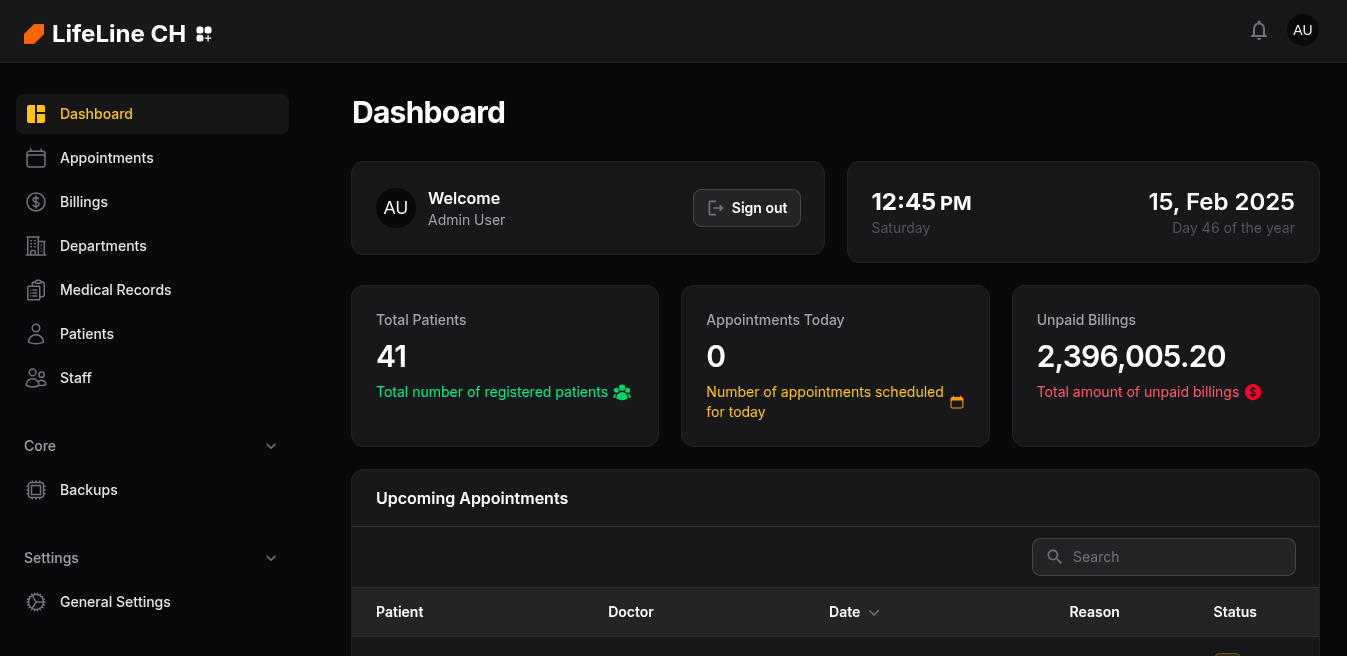 LifeLine CH
AU
Dashboard
Appointments
Billings
Departments
Medical Records
Patients
Staff
Core
Backups
Settings
General Settings
Dashboard
AU
Welcome
Admin User
Sign out
12:45 PM
Saturday
15, Feb 2025
Day 46 of the year
Total Patients
41
Total number of registered patients
Appointments Today
0
Number of appointments scheduled
for today
Unpaid Billings
2,396,005.20
Total amount of unpaid billings
Upcoming Appointments
Search
Patient Doctor Date Reason Status